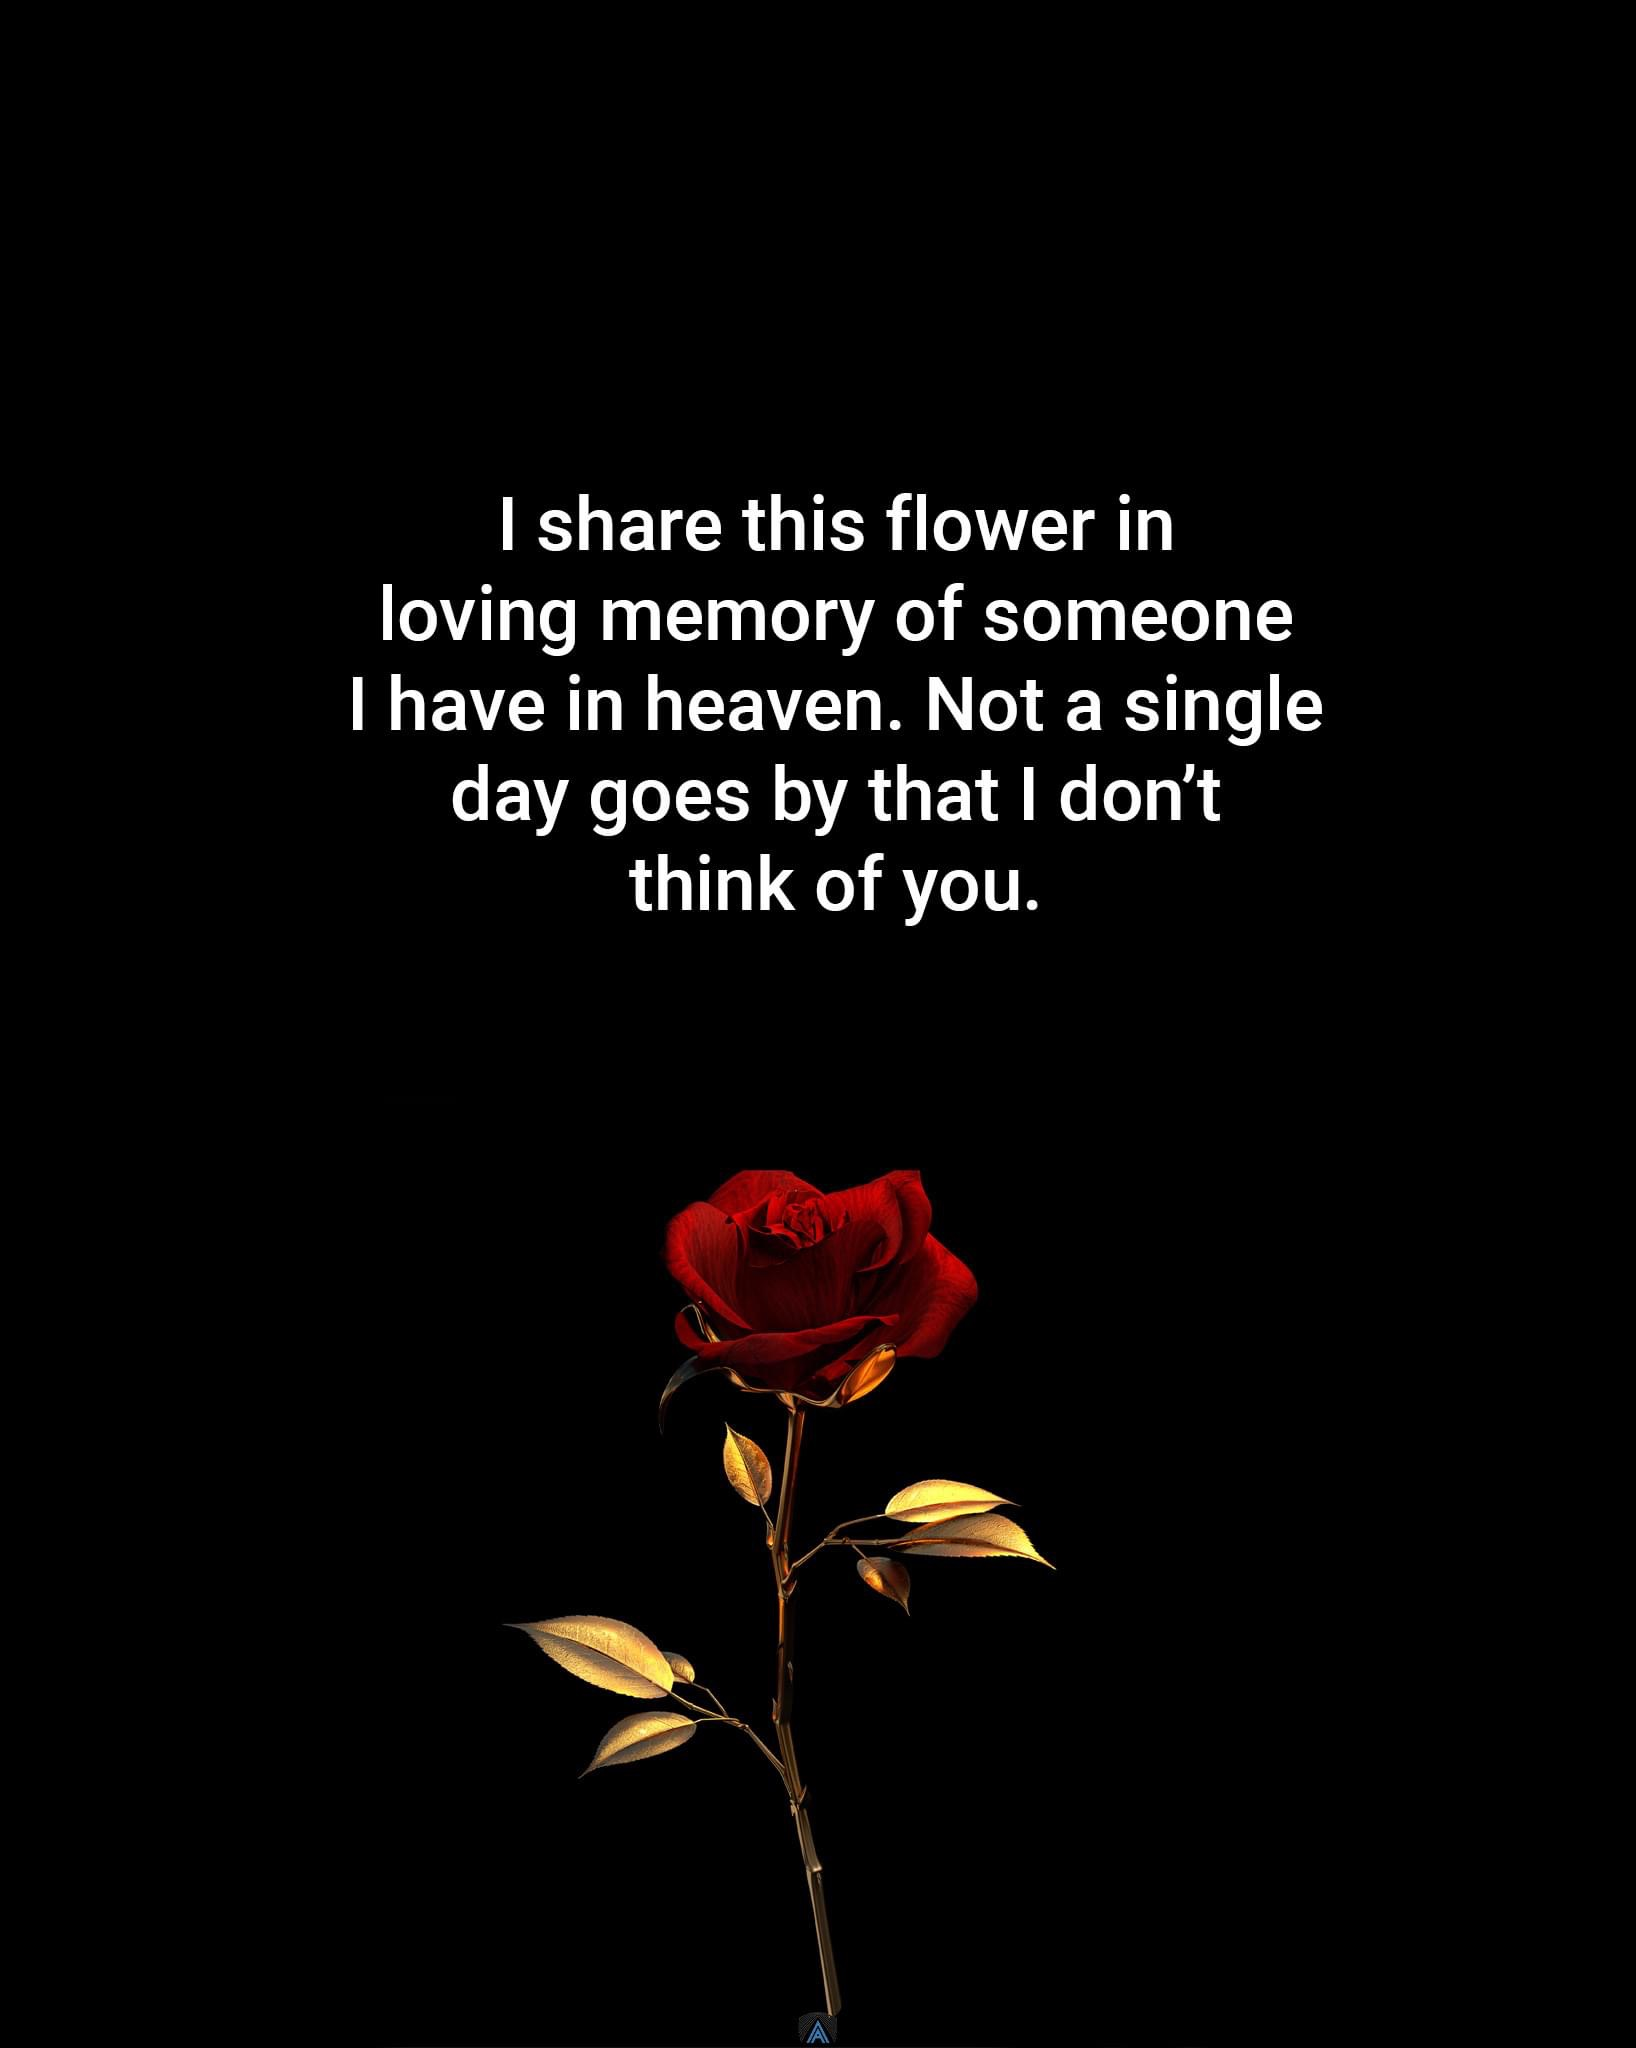 I share this flower in
loving memory of someone
I have in heaven. Not a single
day goes by that I don’t
think of you.